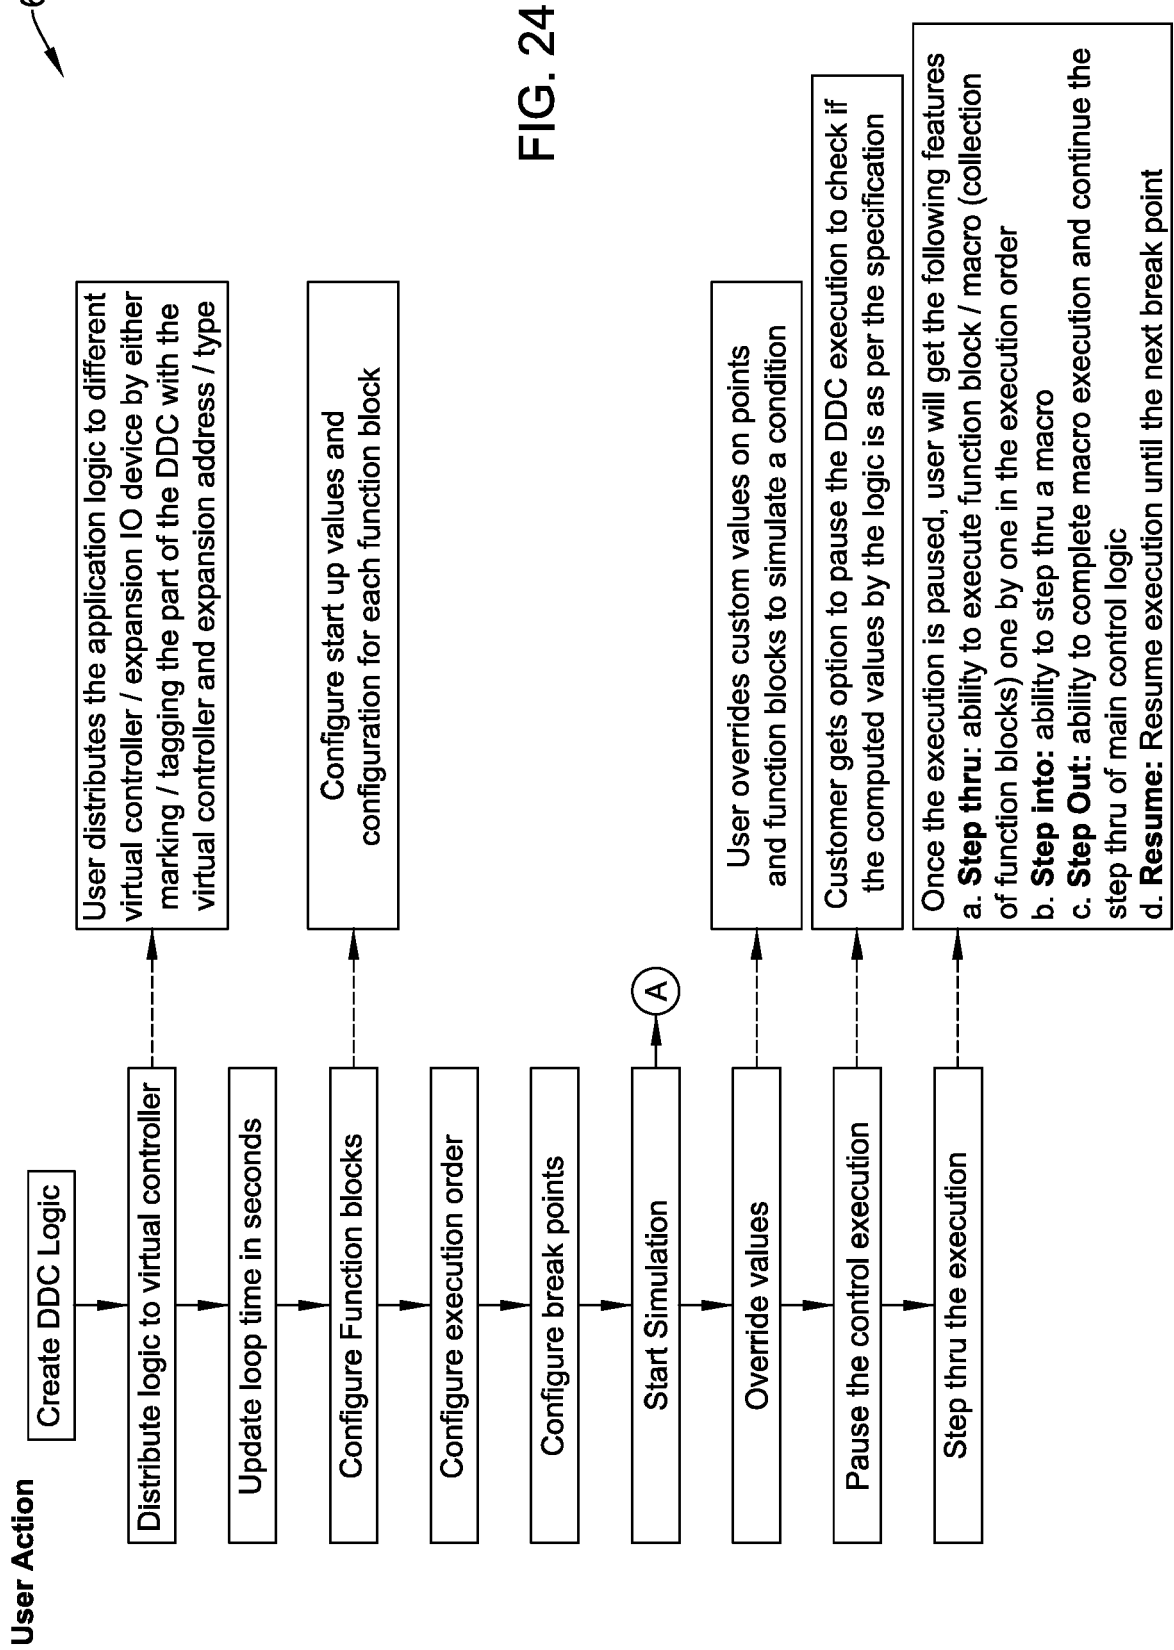 User Action
Create DDC Logic
Distribute logic to virtual controller
User distributes the application logic to different
virtual controller / expansion IO device by either
marking / tagging the part of the DDC with the
virtual controller and expansion address / type
Update loop time in seconds
Configure Function blocks
Configure start up values and
configuration for each function block
Configure execution order
Configure break points
Start Simulation
A
Override values
User overrides custom values on points
and function blocks to simulate a condition
Pause the control execution
Customer gets option to pause the DDC execution to check if
the computed values by the logic is as per the specification
Step thru the execution
Once the execution is paused, user will get the following features
a. Step thru: ability to execute function block / macro (collection
of function blocks) one by one in the execution order
b. Step into: ability to step thru a macro
c. Step Out: ability to complete macro execution and continue the
step thru of main control logic
d. Resume: Resume execution until the next break point
FIG. 24